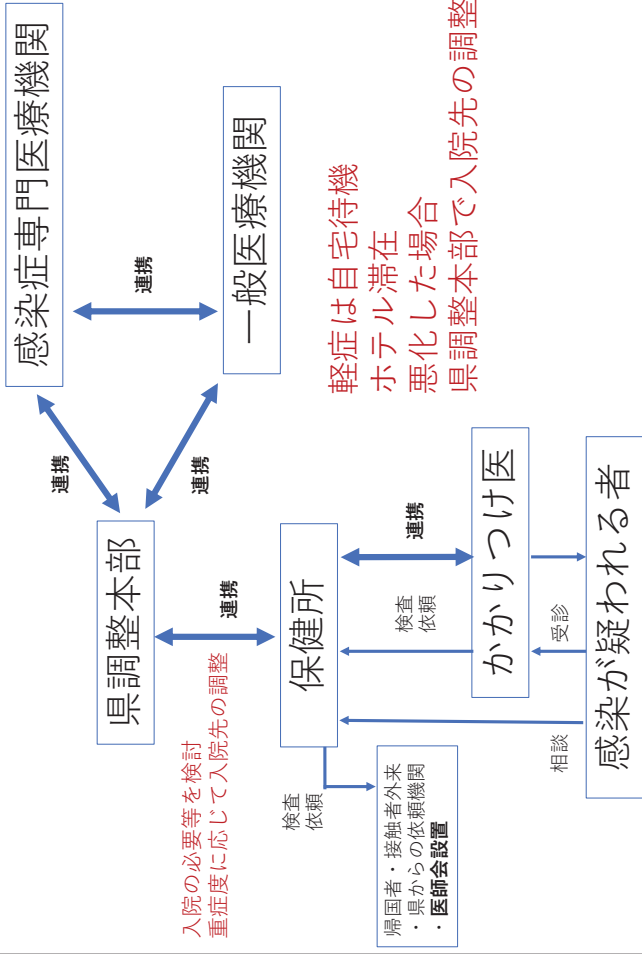 感染症専門医療機関
連携
一般医療機関
連携
連携
県調整本部
入院の必要等を検討
重症度に応じて入院先の調整
連携
保健所
検査
依頼
帰国者・接触者外来
・県からの依頼機関
・医師会設置
検査
依頼
連携
かかりつけ医
相談
受診
感染が疑われる者
軽症は自宅待機
ホテル滞在
悪化した場合
県調整本部で入院先の調整